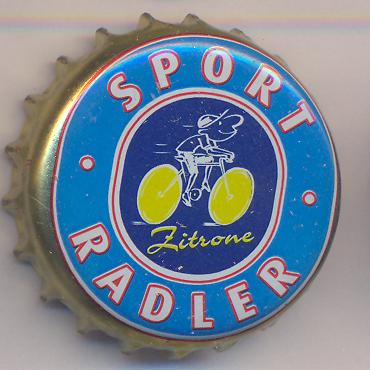 SPORT
Zitrone
RADLER